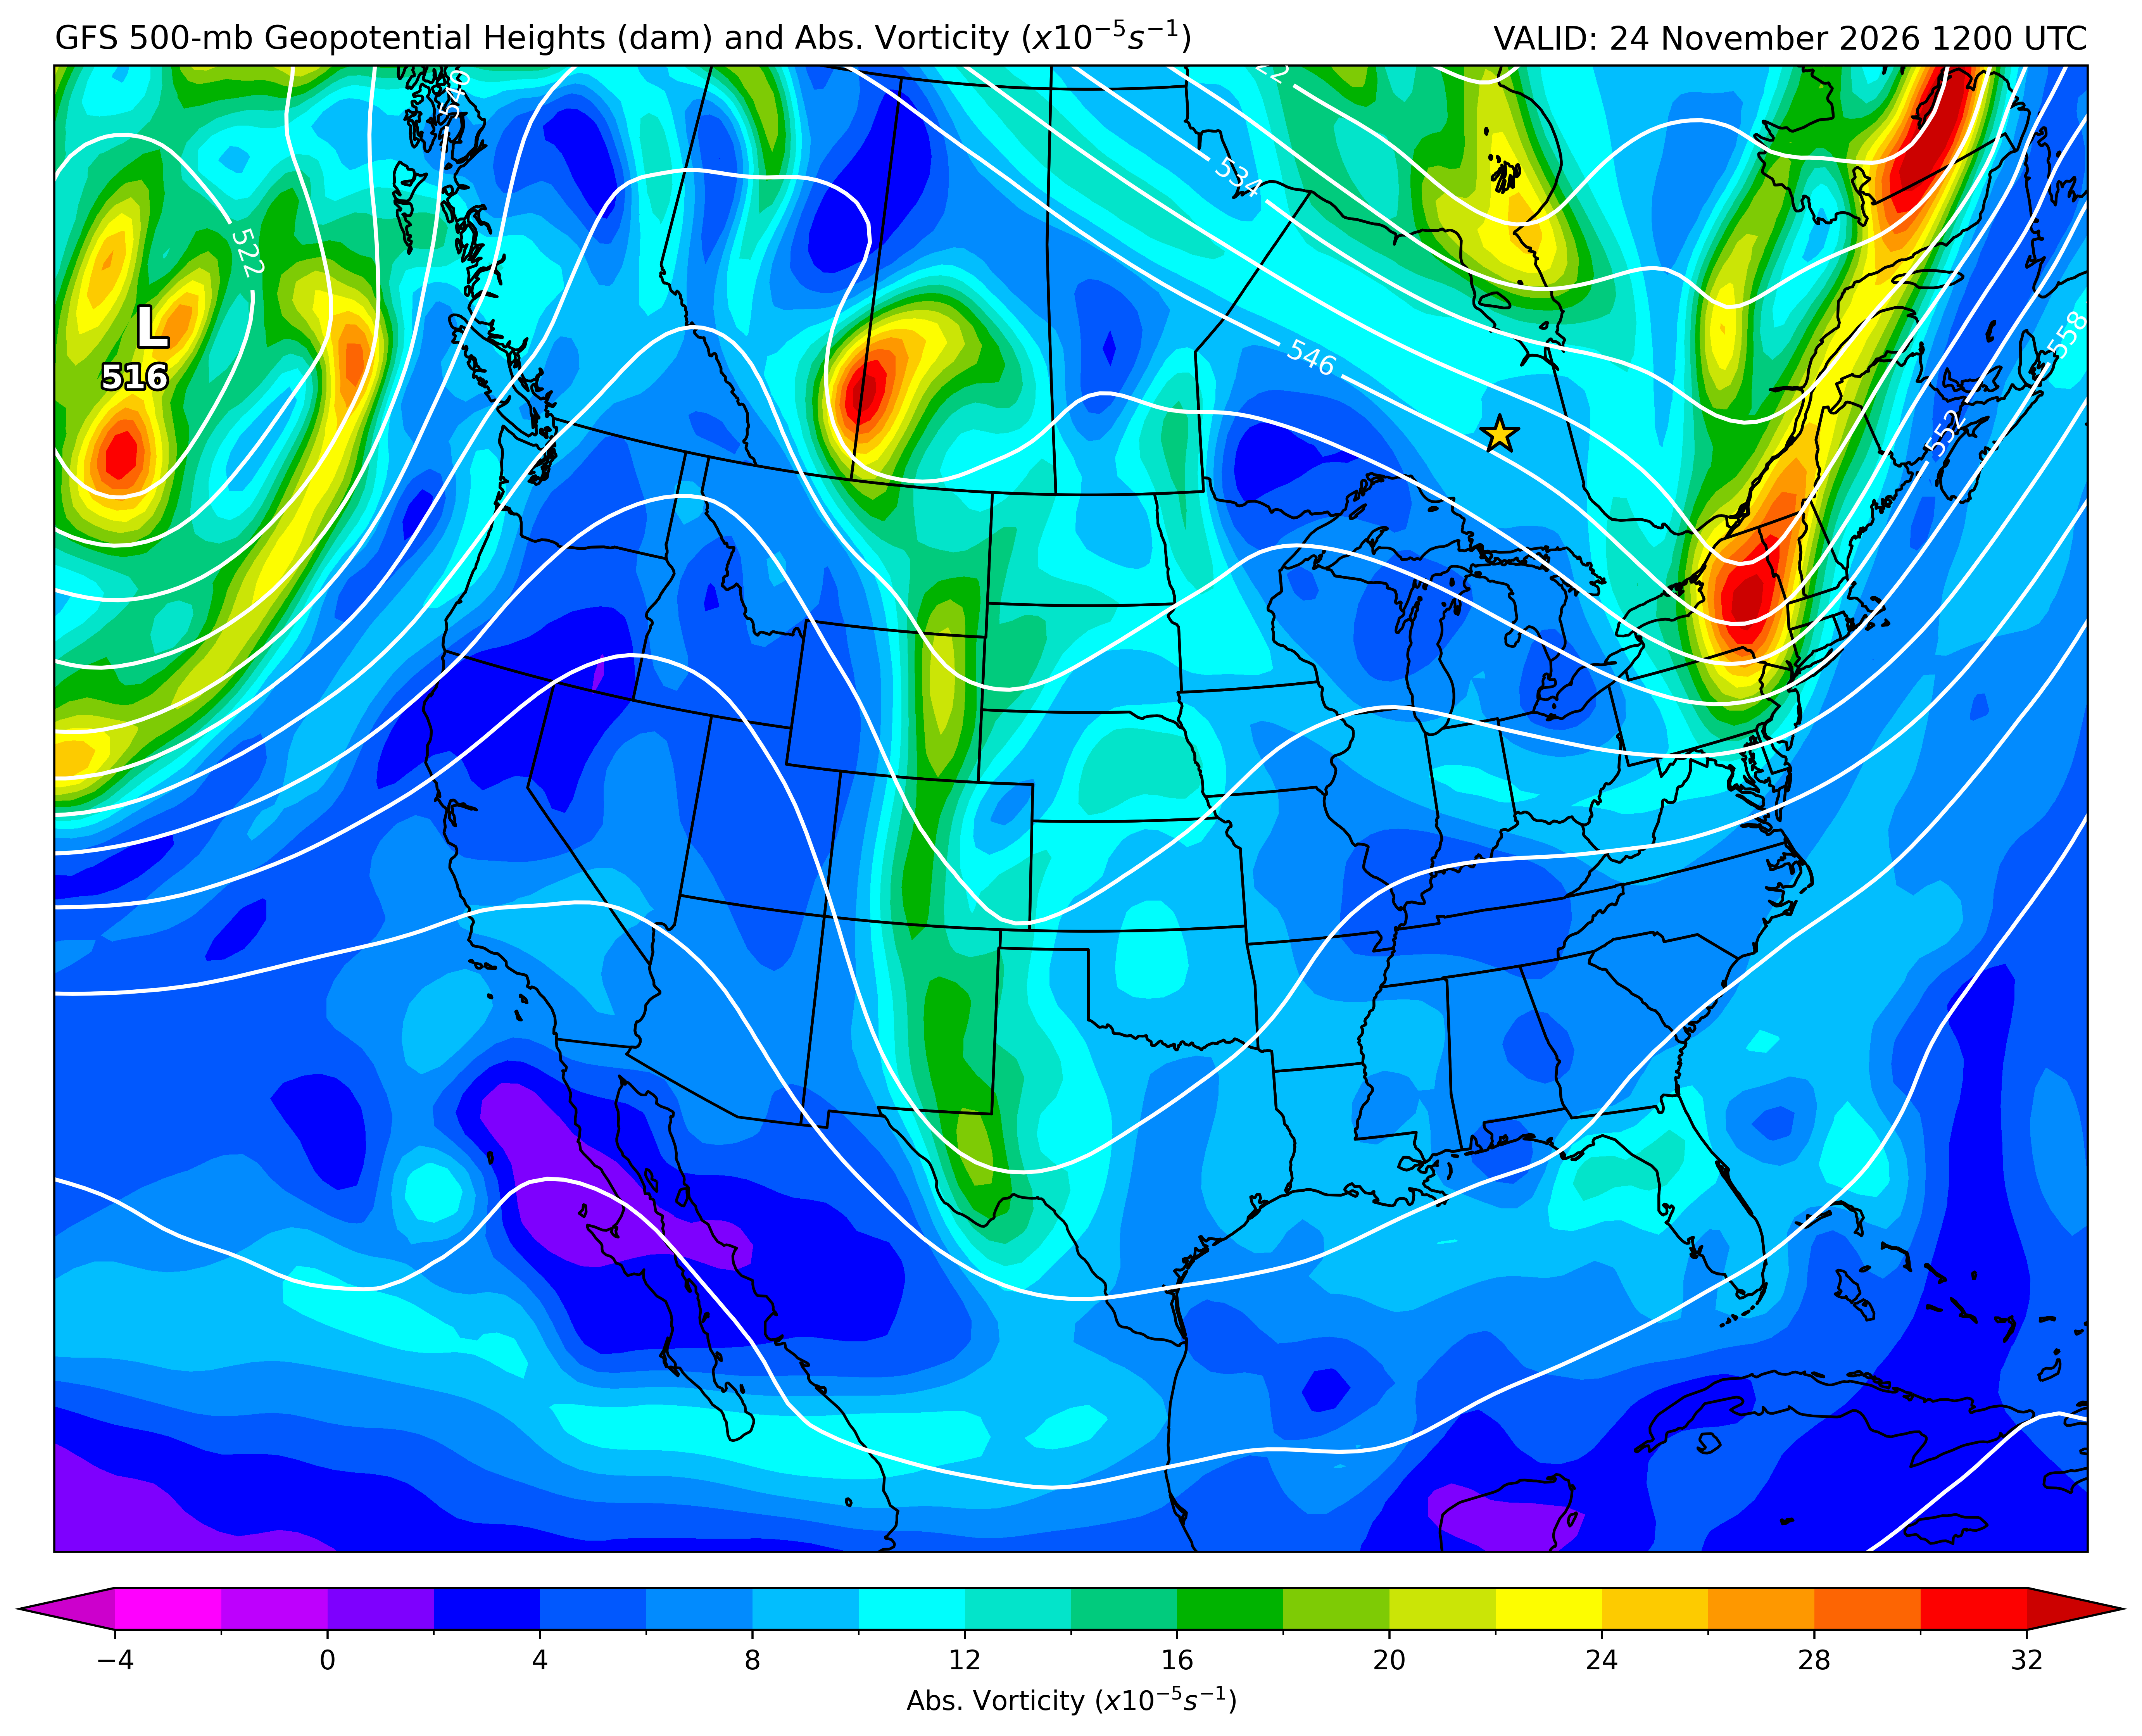 GFS 500-mb Geopotential Heights (dam) and Abs. Vorticity (x10⁻⁵s⁻¹)
VALID: 24 November 2026 1200 UTC
540
22
534
522
L
516
546
558
552
−4 0 4 8 12 16 20 24 28 32
Abs. Vorticity (x10⁻⁵s⁻¹)